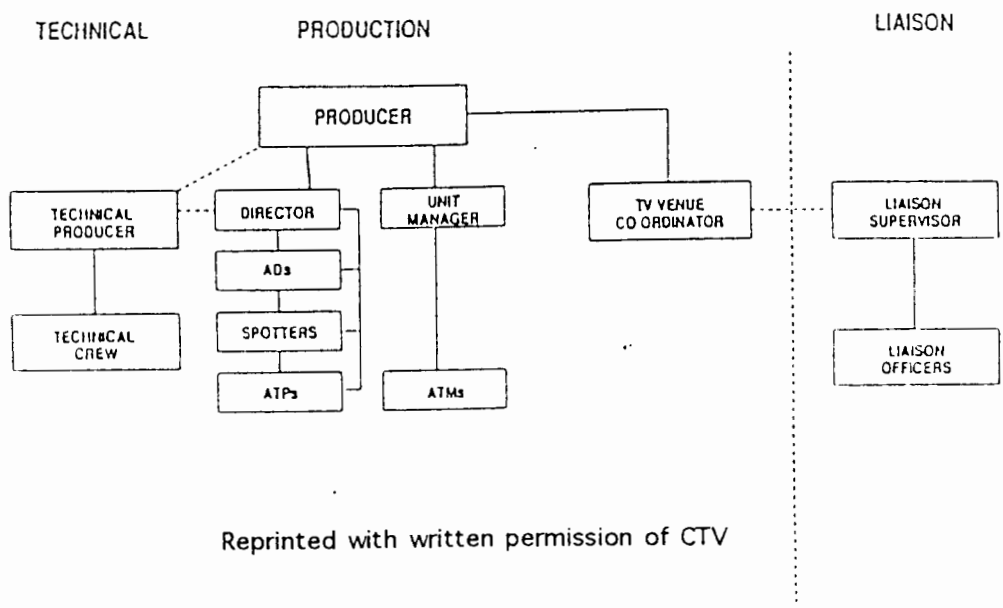 TECHNICAL PRODUCTION LIAISON
PRODUCER
TECHNICAL
PRODUCER
DIRECTOR
UNIT
MANAGER
TV VENUE
CO ORDINATOR
LIAISON
SUPERVISOR
ADs
TECHNICAL
CREW
SPOTTERS
LIAISON
OFFICERS
ATPs
ATMs
Reprinted with written permission of CTV